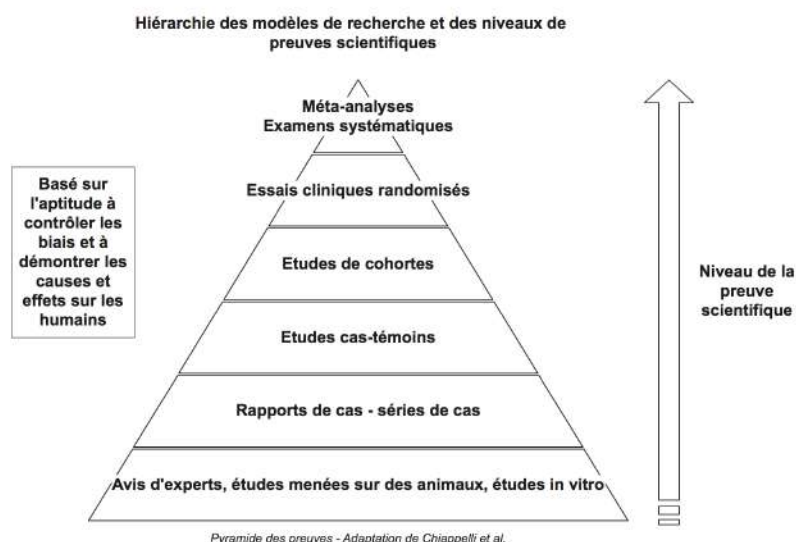 Hiérarchie des modèles de recherche et des niveaux de
preuves scientifiques
Méta-analyses
Examens systématiques
Essais cliniques randomisés
Etudes de cohortes
Etudes cas-témoins
Rapports de cas - séries de cas
Avis d'experts, études menées sur des animaux, études in vitro
Basé sur
l'aptitude à
contrôler les
biais et à
démontrer les
causes et
effets sur les
humains
Niveau de la
preuve
scientifique
Pyramide des preuves - Adaptation de Chiappelli et al.